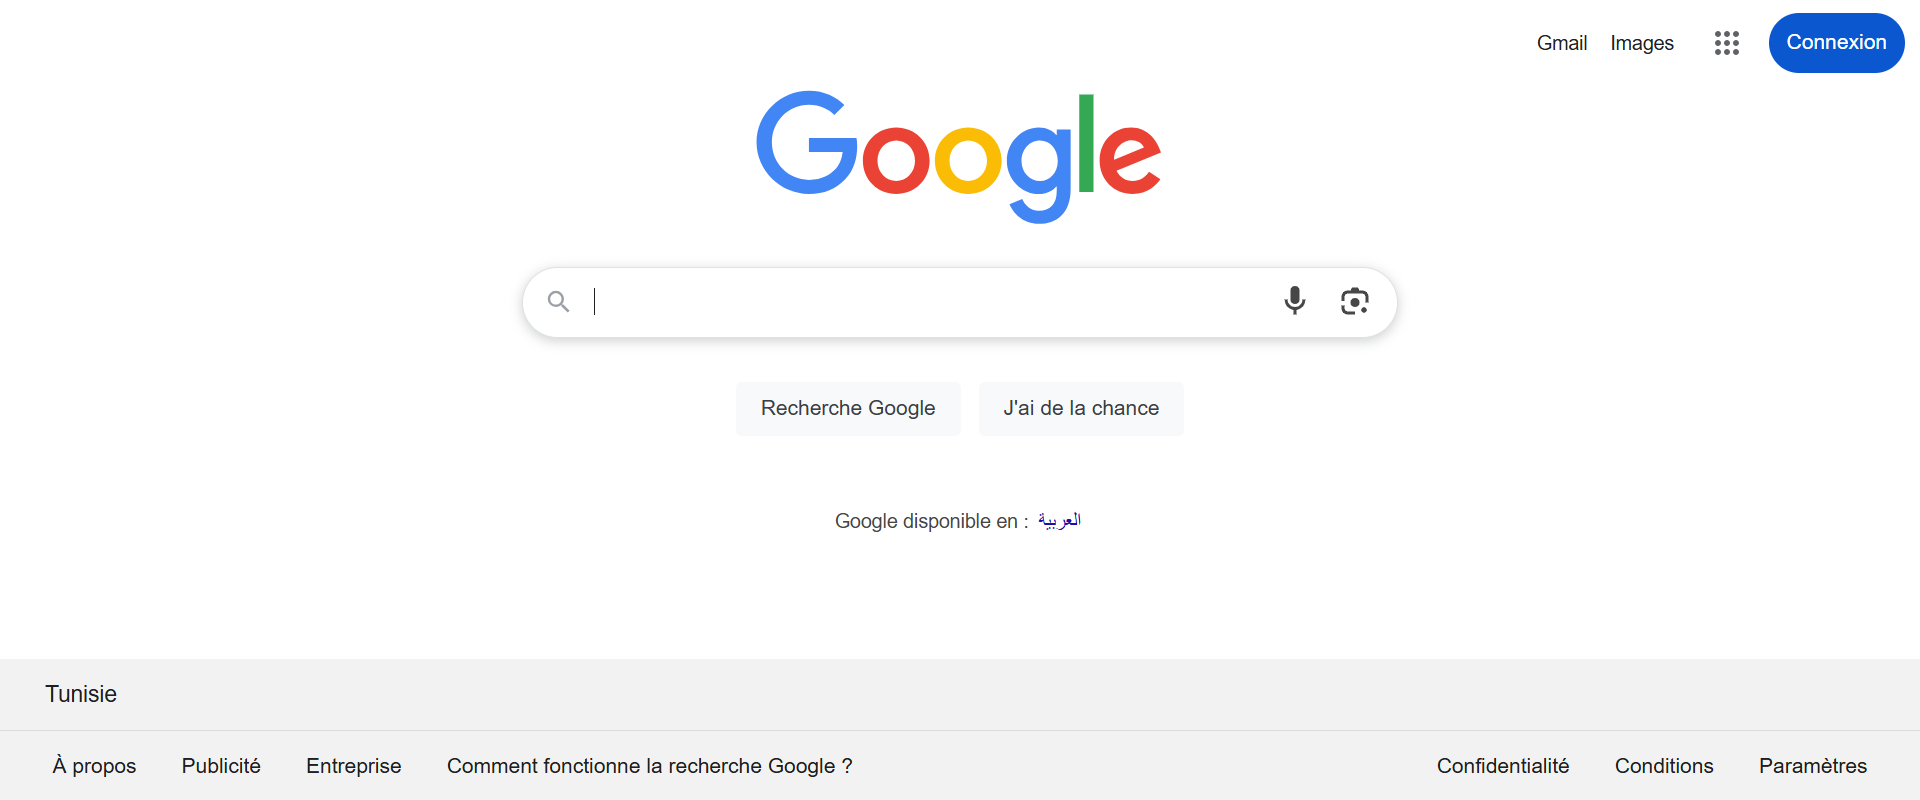 Gmail Images Connexion
Google
Recherche Google J'ai de la chance
Google disponible en : العربية
Tunisie
À propos Publicité Entreprise Comment fonctionne la recherche Google ? Confidentialité Conditions Paramètres